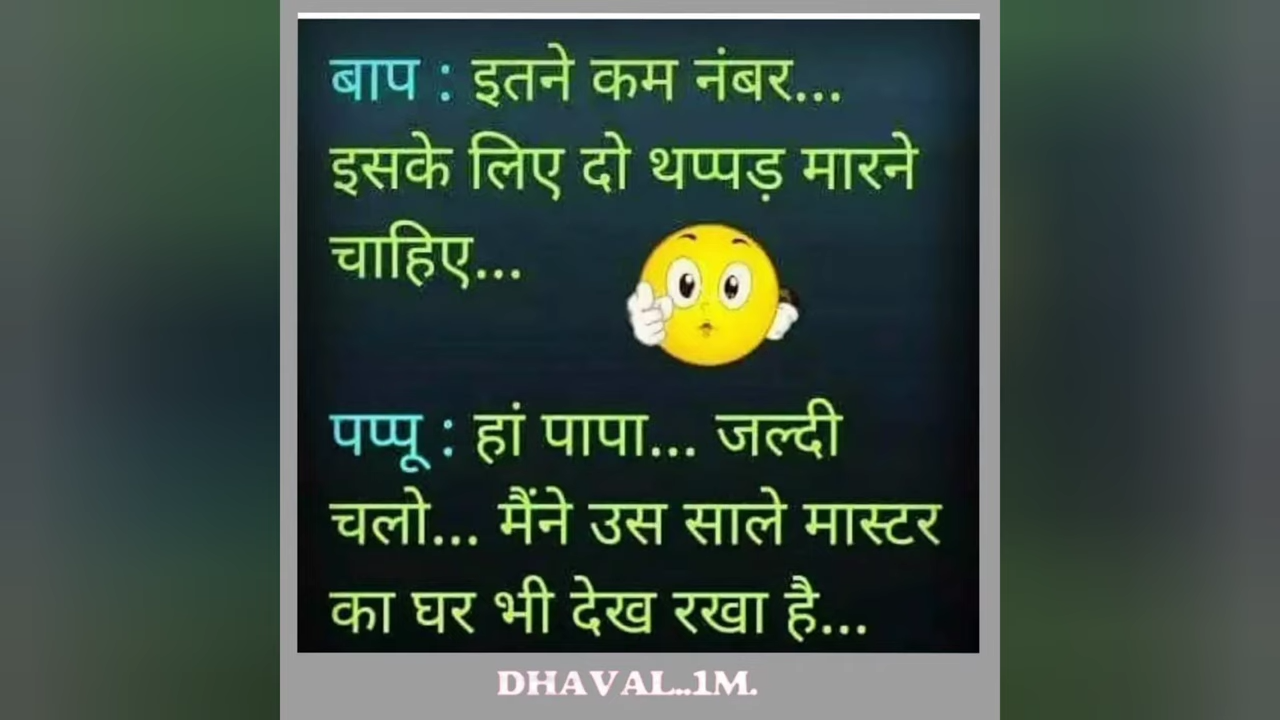 बाप : इतने कम नंबर...
इसके लिए दो थप्पड़ मारने
चाहिए...
पप्पू : हां पापा... जल्दी
चलो... मैंने उस साले मास्टर
का घर भी देख रखा है...
DHAVAL..1M.